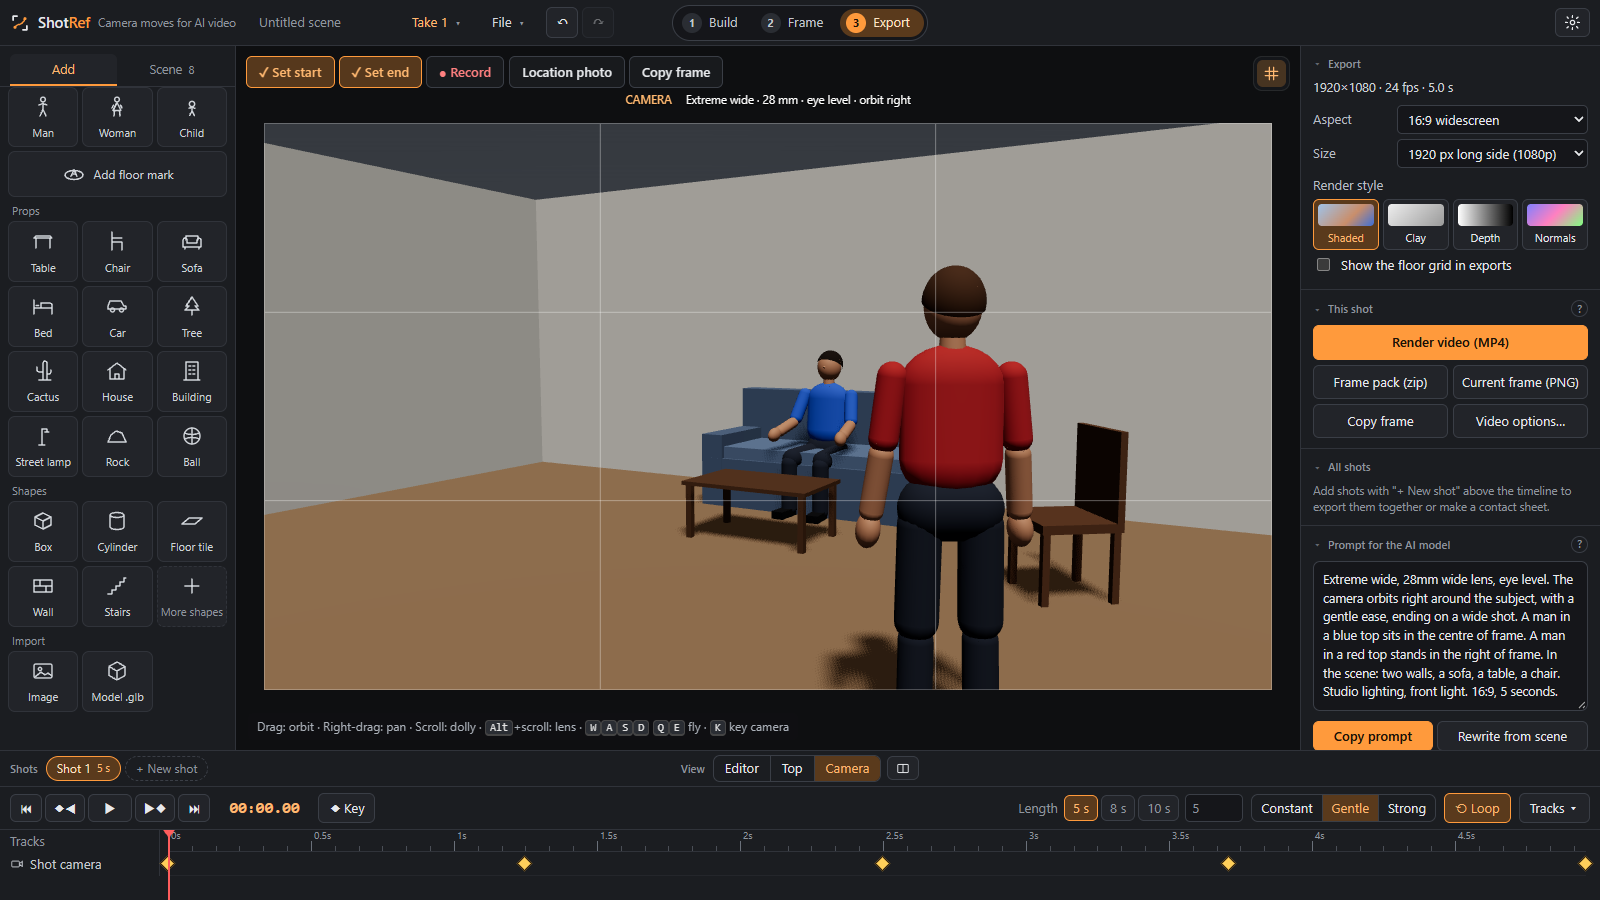 ShotRef Camera moves for AI video Untitled scene Take 1 File 1 Build 2 Frame 3 Export
Add Scene 8
Man Woman Child
Add floor mark
Props
Table Chair Sofa
Bed Car Tree
Cactus House Building
Street lamp Rock Ball
Shapes
Box Cylinder Floor tile
Wall Stairs More shapes
Import
Image Model .glb
✓ Set start ✓ Set end ● Record Location photo Copy frame
CAMERA Extreme wide · 28 mm · eye level · orbit right
Drag: orbit · Right-drag: pan · Scroll: dolly · Alt +scroll: lens · W A S D Q E fly · K key camera
Export
1920×1080 · 24 fps · 5.0 s
Aspect 16:9 widescreen
Size 1920 px long side (1080p)
Render style
Shaded Clay Depth Normals
Show the floor grid in exports
This shot ?
Render video (MP4)
Frame pack (zip) Current frame (PNG)
Copy frame Video options...
All shots
Add shots with "+ New shot" above the timeline to
export them together or make a contact sheet.
Prompt for the AI model ?
Extreme wide, 28mm wide lens, eye level. The
camera orbits right around the subject, with a
gentle ease, ending on a wide shot. A man in
a blue top sits in the centre of frame. A man
in a red top stands in the right of frame. In
the scene: two walls, a sofa, a table, a chair.
Studio lighting, front light. 16:9, 5 seconds.
Copy prompt Rewrite from scene
Shots Shot 1 5 s + New shot View Editor Top Camera
00:00.00 ◆ Key Length 5 s 8 s 10 s 5 Constant Gentle Strong Loop Tracks
Tracks 0s 0.5s 1s 1.5s 2s 2.5s 3s 3.5s 4s 4.5s
Shot camera